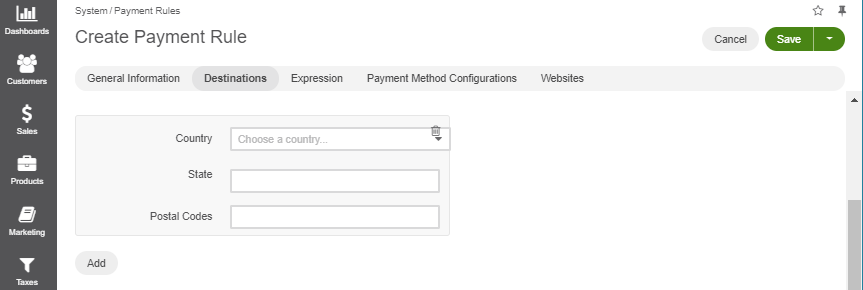 Dashboards
Customers
Sales
Products
Marketing
Taxes
System / Payment Rules
Create Payment Rule
Cancel
Save
General Information
Destinations
Expression
Payment Method Configurations
Websites
Country
Choose a country...
State
Postal Codes
Add